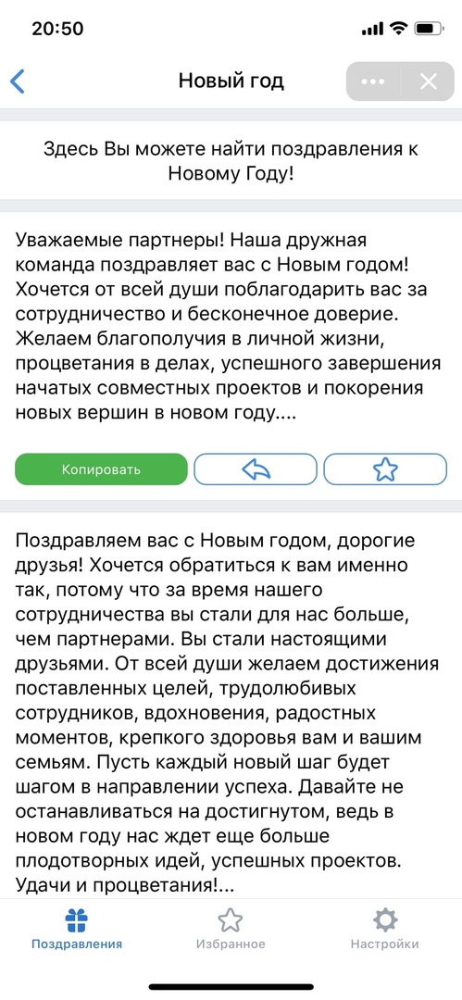 20:50
Новый год
Здесь Вы можете найти поздравления к
Новому Году!
Уважаемые партнеры! Наша дружная
команда поздравляет вас с Новым годом!
Хочется от всей души поблагодарить вас за
сотрудничество и бесконечное доверие.
Желаем благополучия в личной жизни,
процветания в делах, успешного завершения
начатых совместных проектов и покорения
новых вершин в новом году....
Копировать
Поздравляем вас с Новым годом, дорогие
друзья! Хочется обратиться к вам именно
так, потому что за время нашего
сотрудничества вы стали для нас больше,
чем партнерами. Вы стали настоящими
друзьями. От всей души желаем достижения
поставленных целей, трудолюбивых
сотрудников, вдохновения, радостных
моментов, крепкого здоровья вам и вашим
семьям. Пусть каждый новый шаг будет
шагом в направлении успеха. Давайте не
останавливаться на достигнутом, ведь в
новом году нас ждет еще больше
плодотворных идей, успешных проектов.
Удачи и процветания!...
Поздравления
Избранное
Настройки